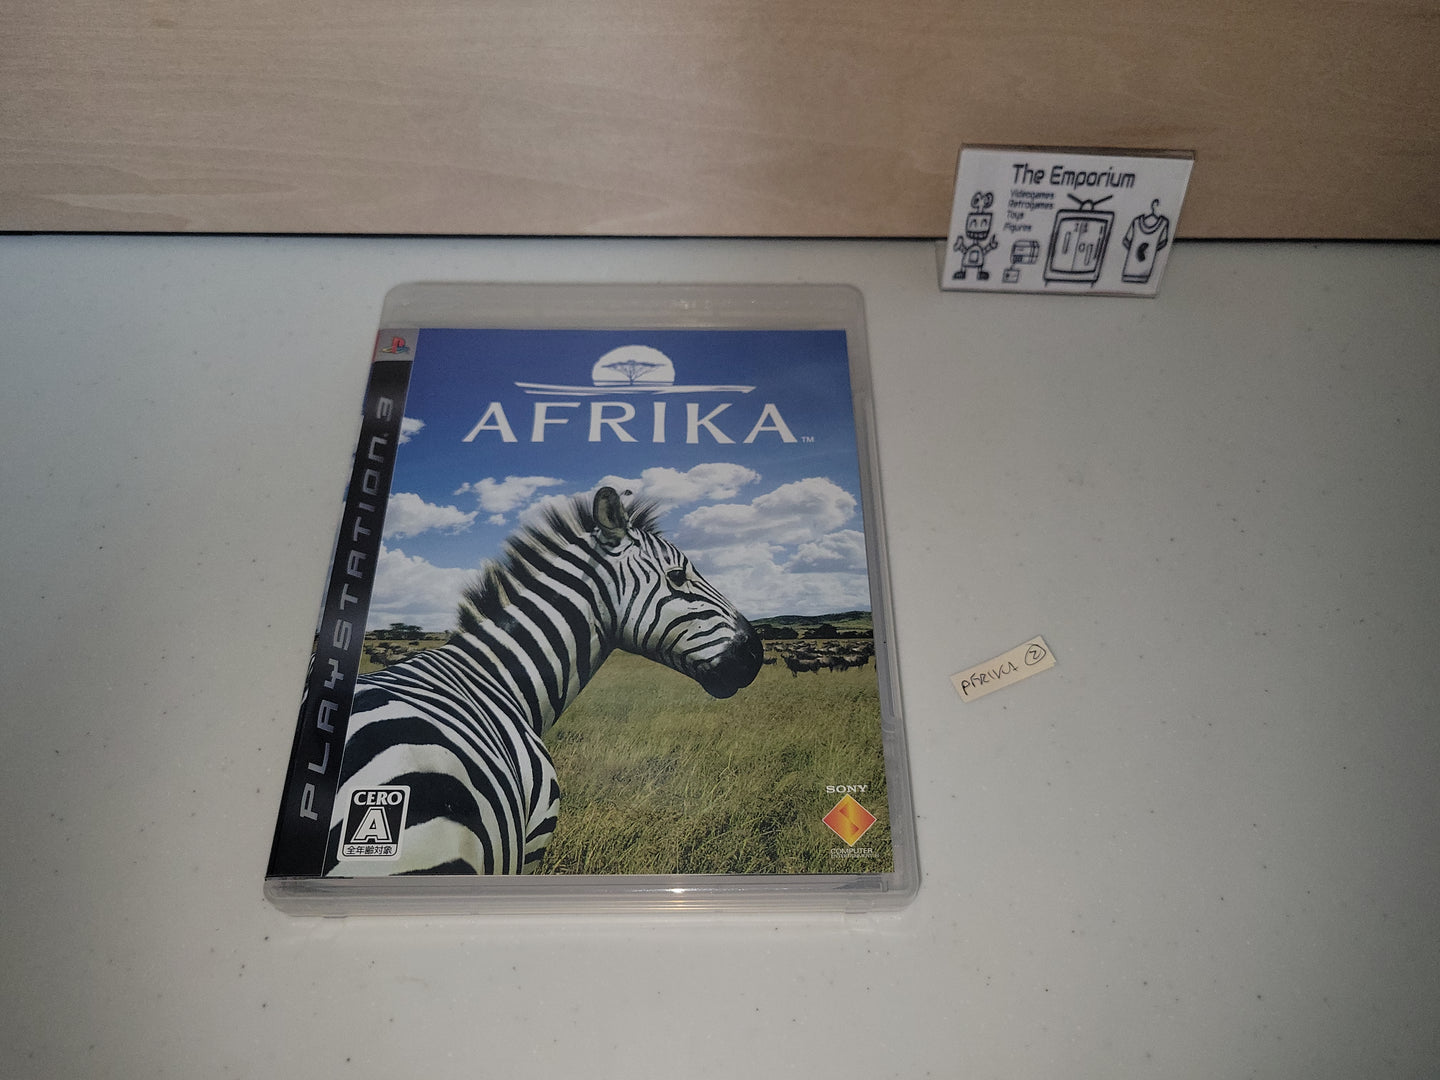 The Emporium
Videogames
Retrogames
Toys
Figures
AFRIKA™
PLAYSTATION 3
AFRIKA 2
CERO
A
全年齢対象
SONY
COMPUTER
ENTERTAINMENT